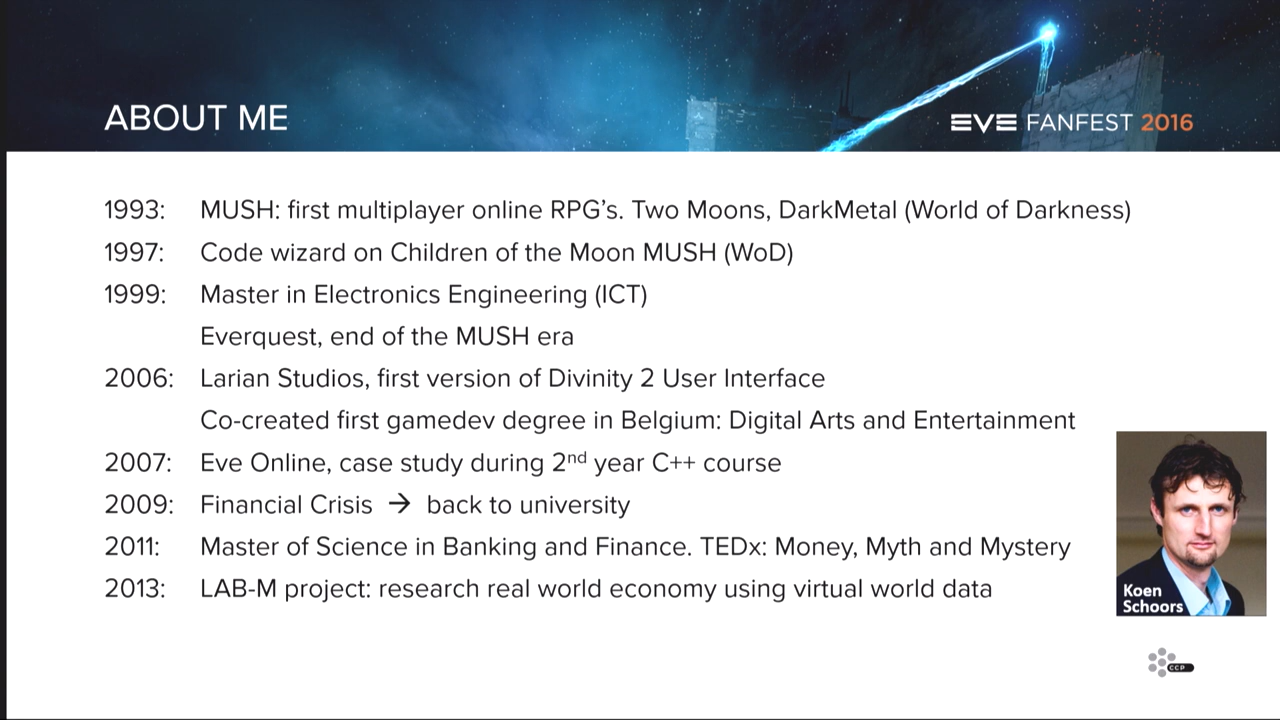 ABOUT ME
EVE FANFEST 2016
1993: MUSH: first multiplayer online RPG’s. Two Moons, DarkMetal (World of Darkness)
1997: Code wizard on Children of the Moon MUSH (WoD)
1999: Master in Electronics Engineering (ICT)
Everquest, end of the MUSH era
2006: Larian Studios, first version of Divinity 2 User Interface
Co-created first gamedev degree in Belgium: Digital Arts and Entertainment
2007: Eve Online, case study during 2nd year C++ course
2009: Financial Crisis → back to university
2011: Master of Science in Banking and Finance. TEDx: Money, Myth and Mystery
2013: LAB-M project: research real world economy using virtual world data
Koen
Schoors
CCP